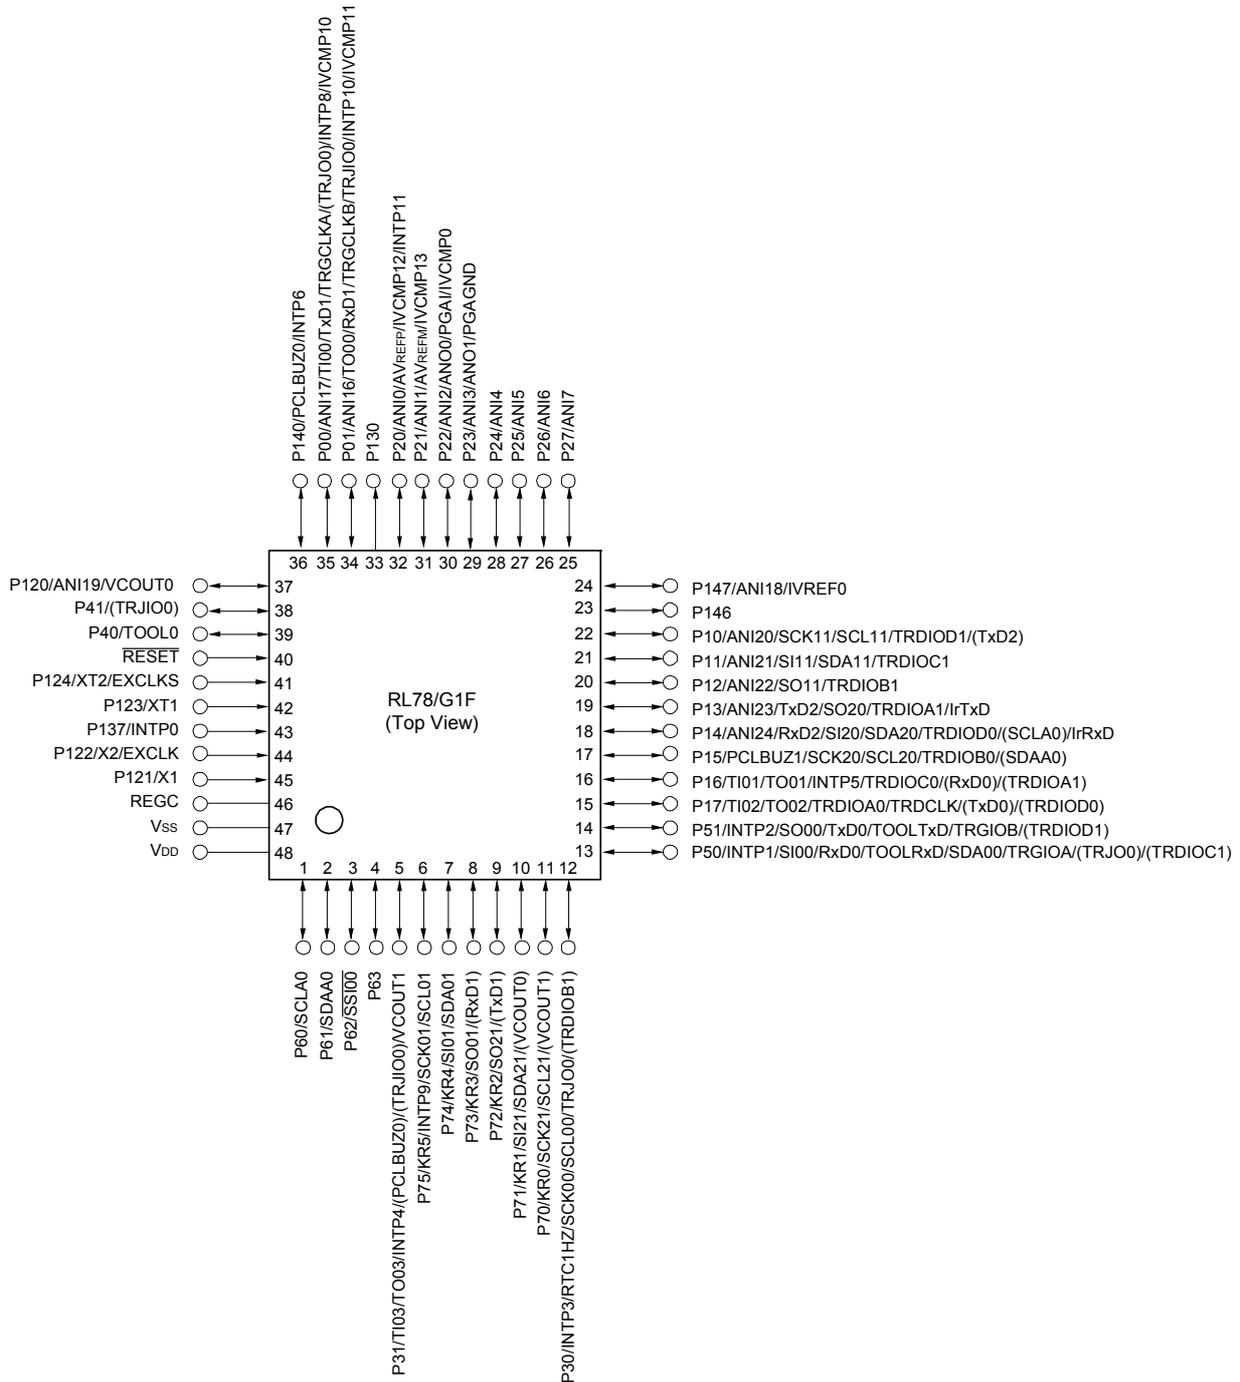 P140/PCLBUZ0/INTP6
P00/ANI17/TI00/TxD1/TRGCLKA/(TRJO0)/INTP8/IVCMP10
P01/ANI16/TO00/RxD1/TRGCLKB/TRJIO0/INTP10/IVCMP11
P130
P20/ANI0/AVREFP/IVCMP12/INTP11
P21/ANI1/AVREFM/IVCMP13
P22/ANI2/ANO0/PGAI/IVCMP0
P23/ANI3/ANO1/PGAGND
P24/ANI4
P25/ANI5
P26/ANI6
P27/ANI7
36 35 34 33 32 31 30 29 28 27 26 25
P120/ANI19/VCOUT0 37
P41/(TRJIO0) 38
P40/TOOL0 39
RESET 40
P124/XT2/EXCLKS 41
P123/XT1 42
P137/INTP0 43
P122/X2/EXCLK 44
P121/X1 45
REGC 46
VSS 47
VDD 48
RL78/G1F
(Top View)
24 P147/ANI18/IVREF0
23 P146
22 P10/ANI20/SCK11/SCL11/TRDIOD1/(TxD2)
21 P11/ANI21/SI11/SDA11/TRDIOC1
20 P12/ANI22/SO11/TRDIOB1
19 P13/ANI23/TxD2/SO20/TRDIOA1/IrTxD
18 P14/ANI24/RxD2/SI20/SDA20/TRDIOD0/(SCLA0)/IrRxD
17 P15/PCLBUZ1/SCK20/SCL20/TRDIOB0/(SDAA0)
16 P16/TI01/TO01/INTP5/TRDIOC0/(RxD0)/(TRDIOA1)
15 P17/TI02/TO02/TRDIOA0/TRDCLK/(TxD0)/(TRDIOD0)
14 P51/INTP2/SO00/TxD0/TOOLTxD/TRGIOB/(TRDIOD1)
13 P50/INTP1/SI00/RxD0/TOOLRxD/SDA00/TRGIOA/(TRJO0)/(TRDIOC1)
1 2 3 4 5 6 7 8 9 10 11 12
P60/SCLA0
P61/SDAA0
P62/SSI00
P63
P31/TI03/TO03/INTP4/(PCLBUZ0)/(TRJIO0)/VCOUT1
P75/KR5/INTP9/SCK01/SCL01
P74/KR4/SI01/SDA01
P73/KR3/SO01/(RxD1)
P72/KR2/SO21/(TxD1)
P71/KR1/SI21/SDA21/(VCOUT0)
P70/KR0/SCK21/SCL21/(VCOUT1)
P30/INTP3/RTC1HZ/SCK00/SCL00/TRJO0/(TRDIOB1)